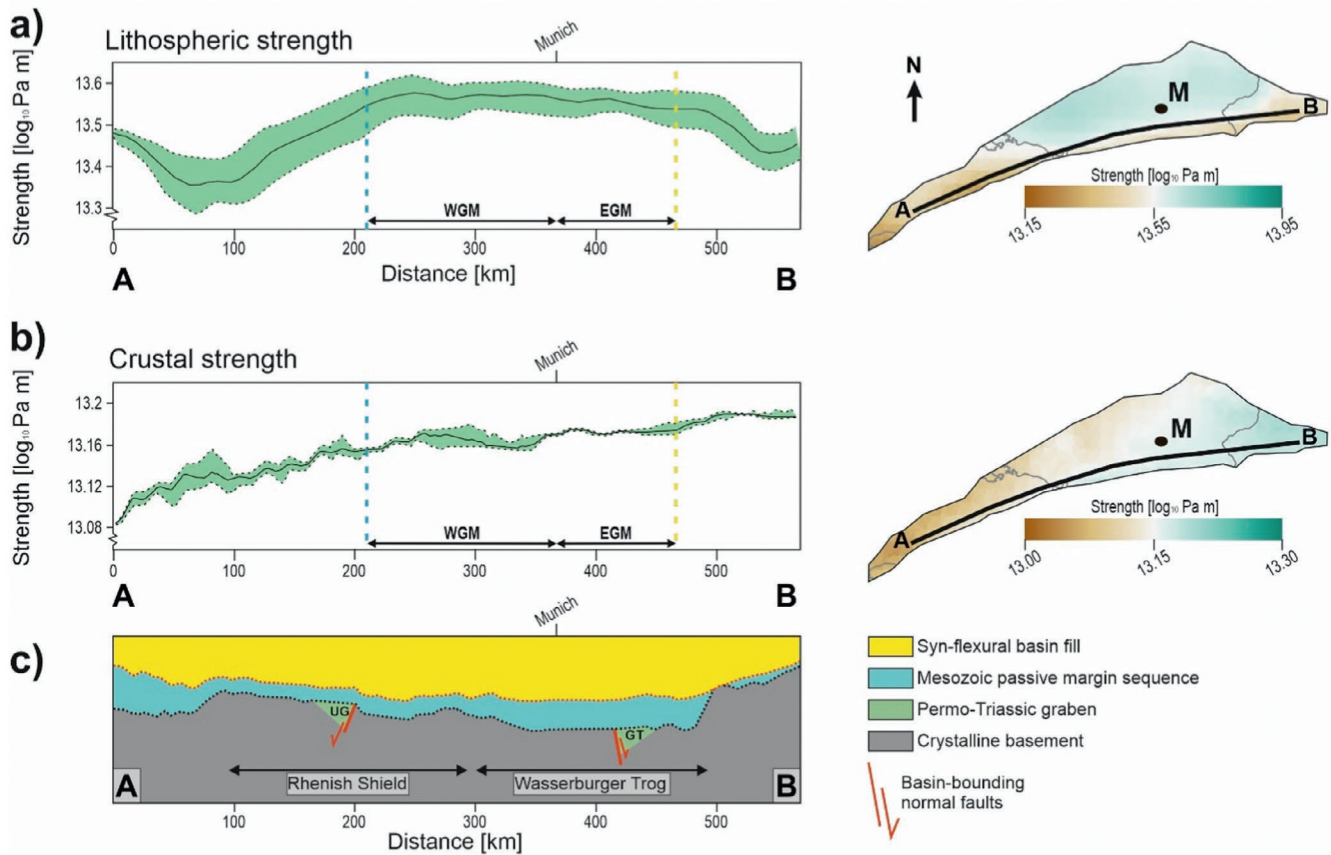 a)
Lithospheric strength
Munich
Strength [log₁₀ Pa m]
13.6
13.5
13.4
13.3
WGM
EGM
0
100
200
300
400
500
A
Distance [km]
B
N
M
B
A
Strength [log₁₀ Pa m]
13.15
13.55
13.95
b)
Crustal strength
Munich
Strength [log₁₀ Pa m]
13.2
13.16
13.12
13.08
WGM
EGM
0
100
200
300
400
500
A
Distance [km]
B
M
B
A
Strength [log₁₀ Pa m]
13.00
13.15
13.30
Munich
c)
UG
GT
A
Rhenish Shield
Wasserburger Trog
B
100
200
300
400
500
Distance [km]
Syn-flexural basin fill
Mesozoic passive margin sequence
Permo-Triassic graben
Crystalline basement
Basin-bounding
normal faults